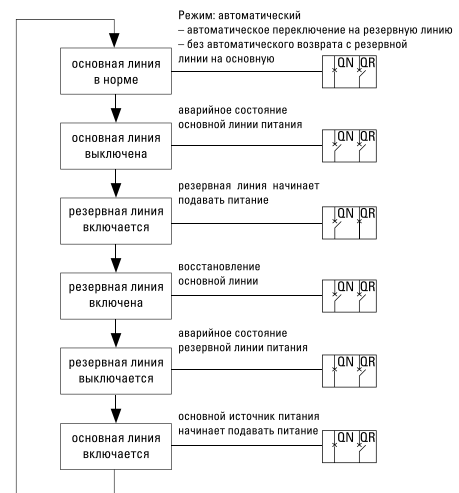 Режим: автоматический
– автоматическое переключение на резервную линию
– без автоматического возврата с резервной
линии на основную
основная линия
в норме
QN QR
аварийное состояние
основной линии питания
основная линия
выключена
QN QR
резервная линия начинает
подавать питание
резервная линия
включается
QN QR
восстановление
основной линии
резервная линия
включена
QN QR
аварийное состояние
резервной линии питания
резервная линия
выключается
QN QR
основной источник питания
начинает подавать питание
основная линия
включается
QN QR